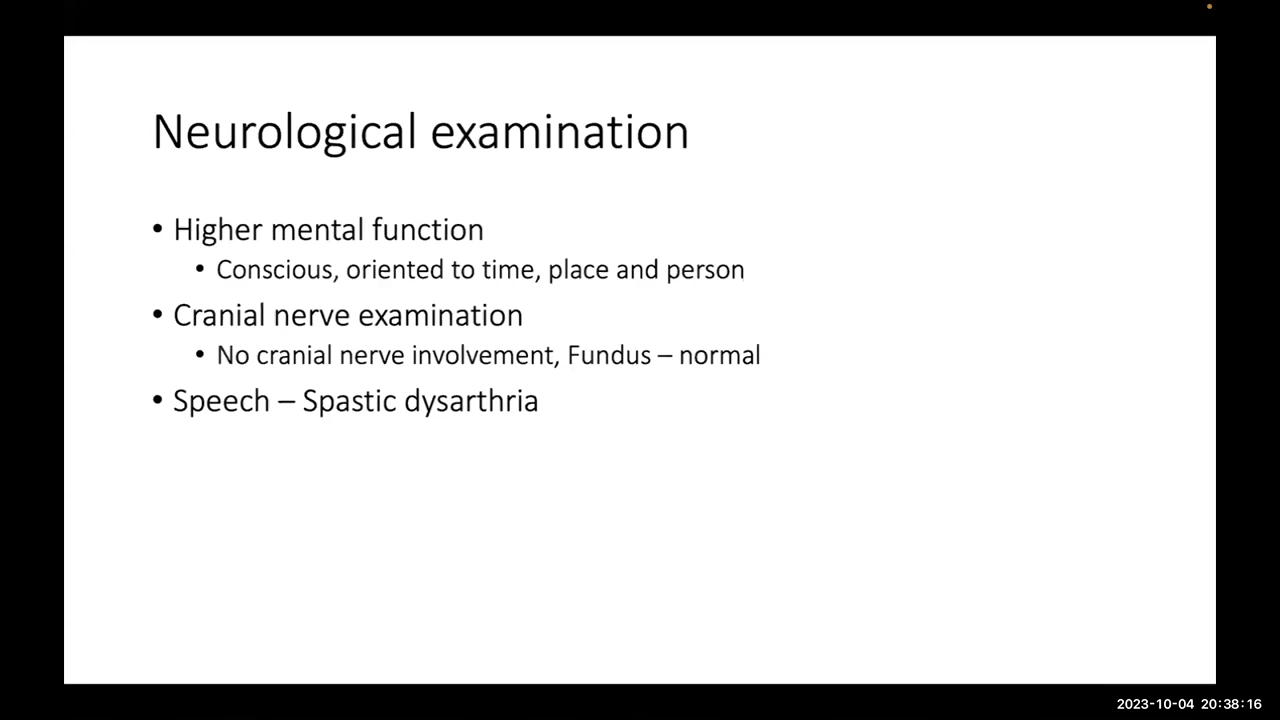 Neurological examination
• Higher mental function
• Conscious, oriented to time, place and person
• Cranial nerve examination
• No cranial nerve involvement, Fundus – normal
• Speech – Spastic dysarthria
2023-10-04 20:38:16